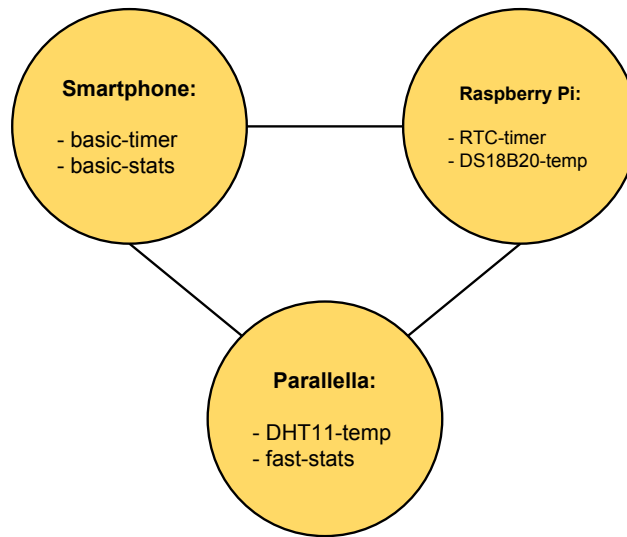 Smartphone:
- basic-timer
- basic-stats
Raspberry Pi:
- RTC-timer
- DS18B20-temp
Parallella:
- DHT11-temp
- fast-stats